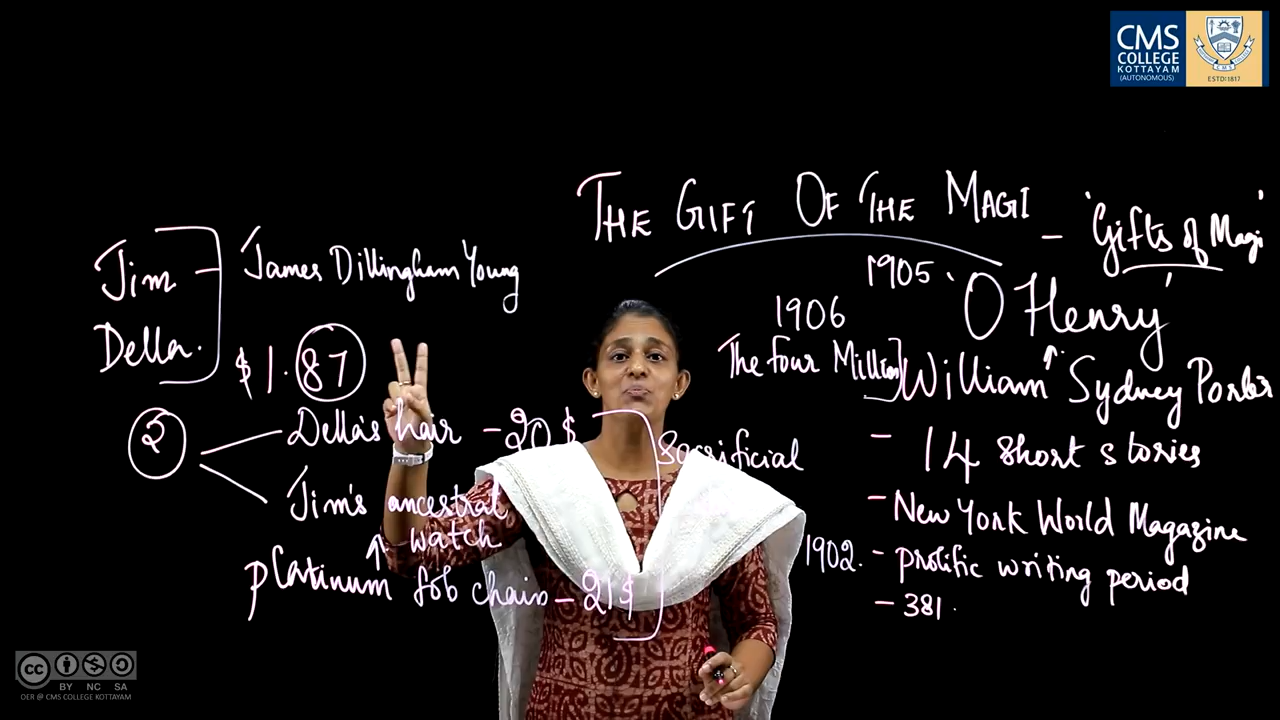 CMS
COLLEGE
KOTTAYAM
(AUTONOMOUS)
CMS
ESTD:1817
THE GIFT OF THE MAGI - 'Gifts of Magi'
1905
'O Henry'
1906
The four Million
William Sydney Porter
- 14 short stories
- New York World Magazine
1902. - prolific writing period
- 381.
Jim - James Dillingham Young
Della.
$ 1.87
2
Della's hair - 20 $
Jim's ancestral
watch
platinum fob chain - 21 $
Sacrificial
cc
BY NC SA
OER @ CMS COLLEGE KOTTAYAM